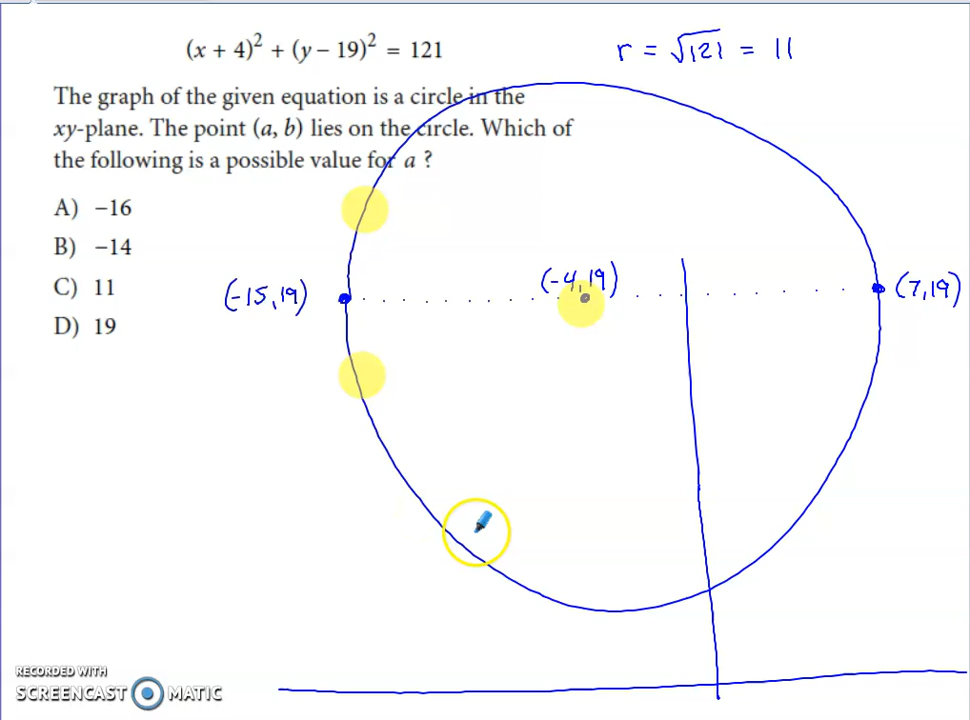 (x + 4)² + (y − 19)² = 121
r = √121 = 11
The graph of the given equation is a circle in the
xy-plane. The point (a, b) lies on the circle. Which of
the following is a possible value for a ?
A) −16
B) −14
C) 11
D) 19
(-15,19)
(-4,19)
(7,19)
RECORDED WITH
SCREENCAST MATIC